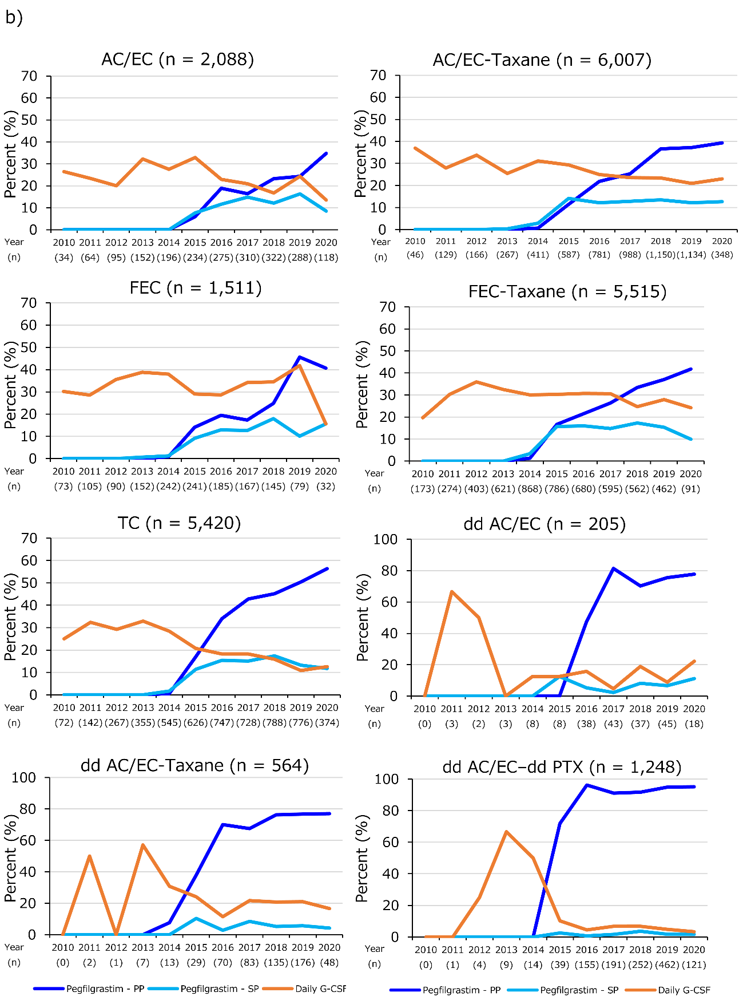 b)
AC/EC (n = 2,088)
Percent (%)
70
60
50
40
30
20
10
0
Year 2010 2011 2012 2013 2014 2015 2016 2017 2018 2019 2020
(n) (34) (64) (95) (152) (196) (234) (275) (310) (322) (288) (118)
AC/EC-Taxane (n = 6,007)
Percent (%)
70
60
50
40
30
20
10
0
Year 2010 2011 2012 2013 2014 2015 2016 2017 2018 2019 2020
(n) (46) (129) (166) (267) (411) (587) (781) (988) (1,150) (1,134) (348)
FEC (n = 1,511)
Percent (%)
70
60
50
40
30
20
10
0
Year 2010 2011 2012 2013 2014 2015 2016 2017 2018 2019 2020
(n) (73) (105) (90) (152) (242) (241) (185) (167) (145) (79) (32)
FEC-Taxane (n = 5,515)
Percent (%)
70
60
50
40
30
20
10
0
Year 2010 2011 2012 2013 2014 2015 2016 2017 2018 2019 2020
(n) (173) (274) (403) (621) (868) (786) (680) (595) (562) (462) (91)
TC (n = 5,420)
Percent (%)
70
60
50
40
30
20
10
0
Year 2010 2011 2012 2013 2014 2015 2016 2017 2018 2019 2020
(n) (72) (142) (267) (355) (545) (626) (747) (728) (788) (776) (374)
dd AC/EC (n = 205)
Percent (%)
100
80
60
40
20
0
Year 2010 2011 2012 2013 2014 2015 2016 2017 2018 2019 2020
(n) (0) (3) (2) (3) (8) (8) (38) (43) (37) (45) (18)
dd AC/EC-Taxane (n = 564)
Percent (%)
100
80
60
40
20
0
Year 2010 2011 2012 2013 2014 2015 2016 2017 2018 2019 2020
(n) (0) (2) (1) (7) (13) (29) (70) (83) (135) (176) (48)
dd AC/EC–dd PTX (n = 1,248)
Percent (%)
100
80
60
40
20
0
Year 2010 2011 2012 2013 2014 2015 2016 2017 2018 2019 2020
(n) (0) (1) (4) (9) (14) (39) (155) (191) (252) (462) (121)
Pegfilgrastim - PP Pegfilgrastim - SP Daily G-CSF
Pegfilgrastim - PP Pegfilgrastim - SP Daily G-CSF